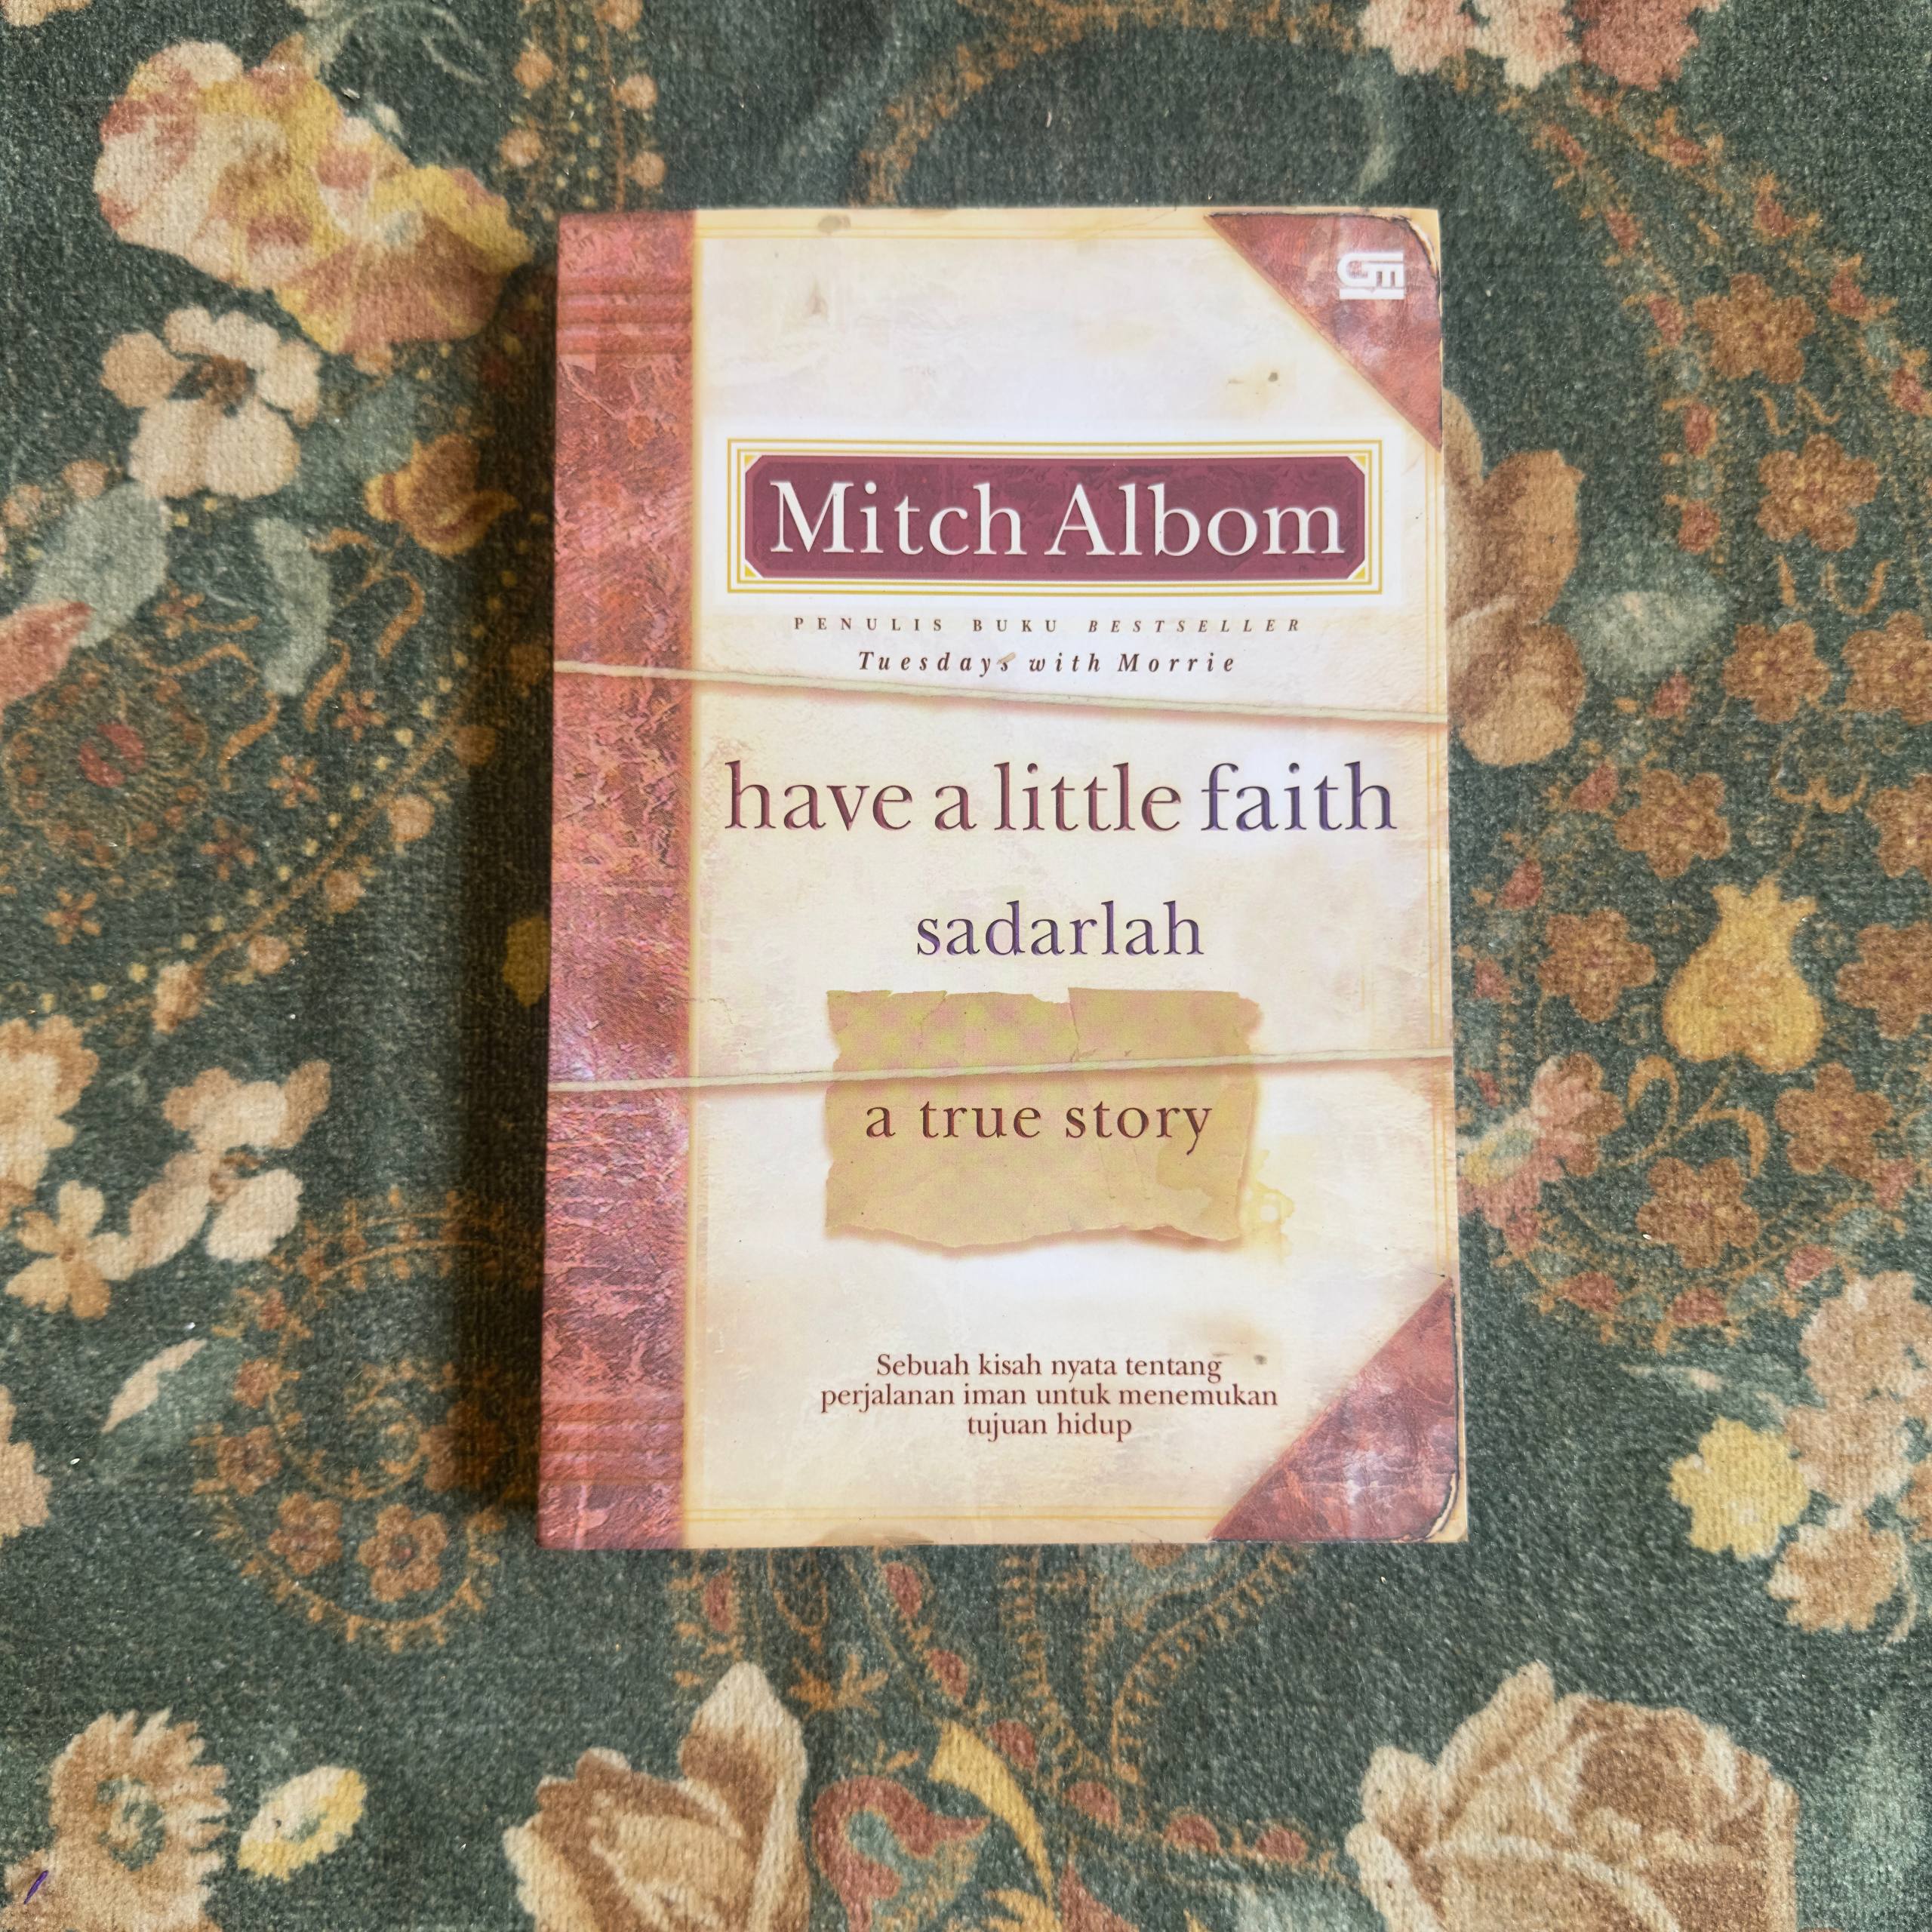 GM
Mitch Albom
PENULIS BUKU BESTSELLER
Tuesdays with Morrie
have a little faith
sadarlah
a true story
Sebuah kisah nyata tentang
perjalanan iman untuk menemukan
tujuan hidup